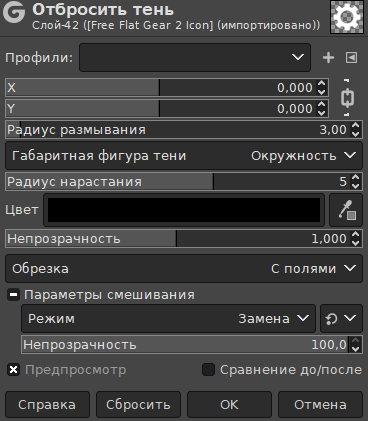 Отбросить тень
Слой-42 ([Free Flat Gear 2 Icon] (импортировано))
Профили:
X 0,000
Y 0,000
Радиус размывания 3,00
Габаритная фигура тени Окружность
Радиус нарастания 5
Цвет
Непрозрачность 1,000
Обрезка С полями
Параметры смешивания
Режим Замена
Непрозрачность 100,0
Предпросмотр Сравнение до/после
Справка Сбросить OK Отмена